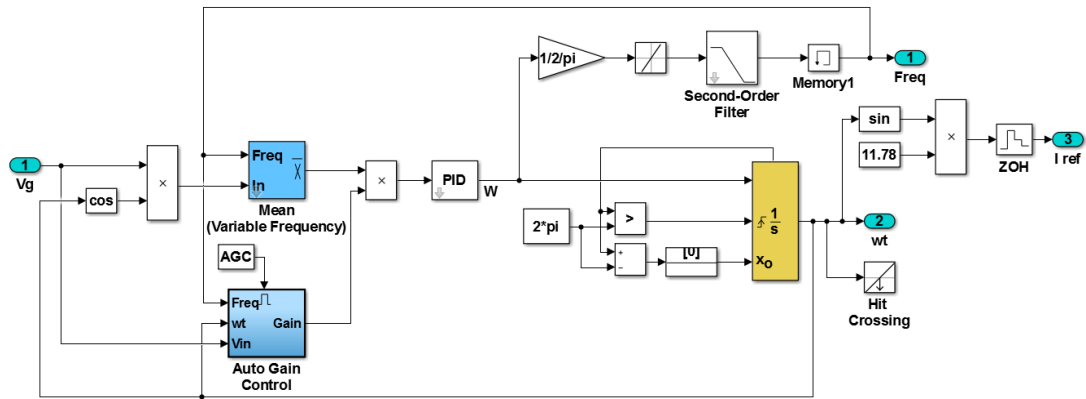 1/2/pi
Second-Order
Filter
Memory1
1
Freq
sin
11.78
×
ZOH
3
I ref
1
Vg
cos
×
Freq
In
X
Mean
(Variable Frequency)
×
PID
W
2*pi
>
+
−
[0]
1
s
xo
2
wt
Hit
Crossing
AGC
Freq
wt
Vin
Gain
Auto Gain
Control